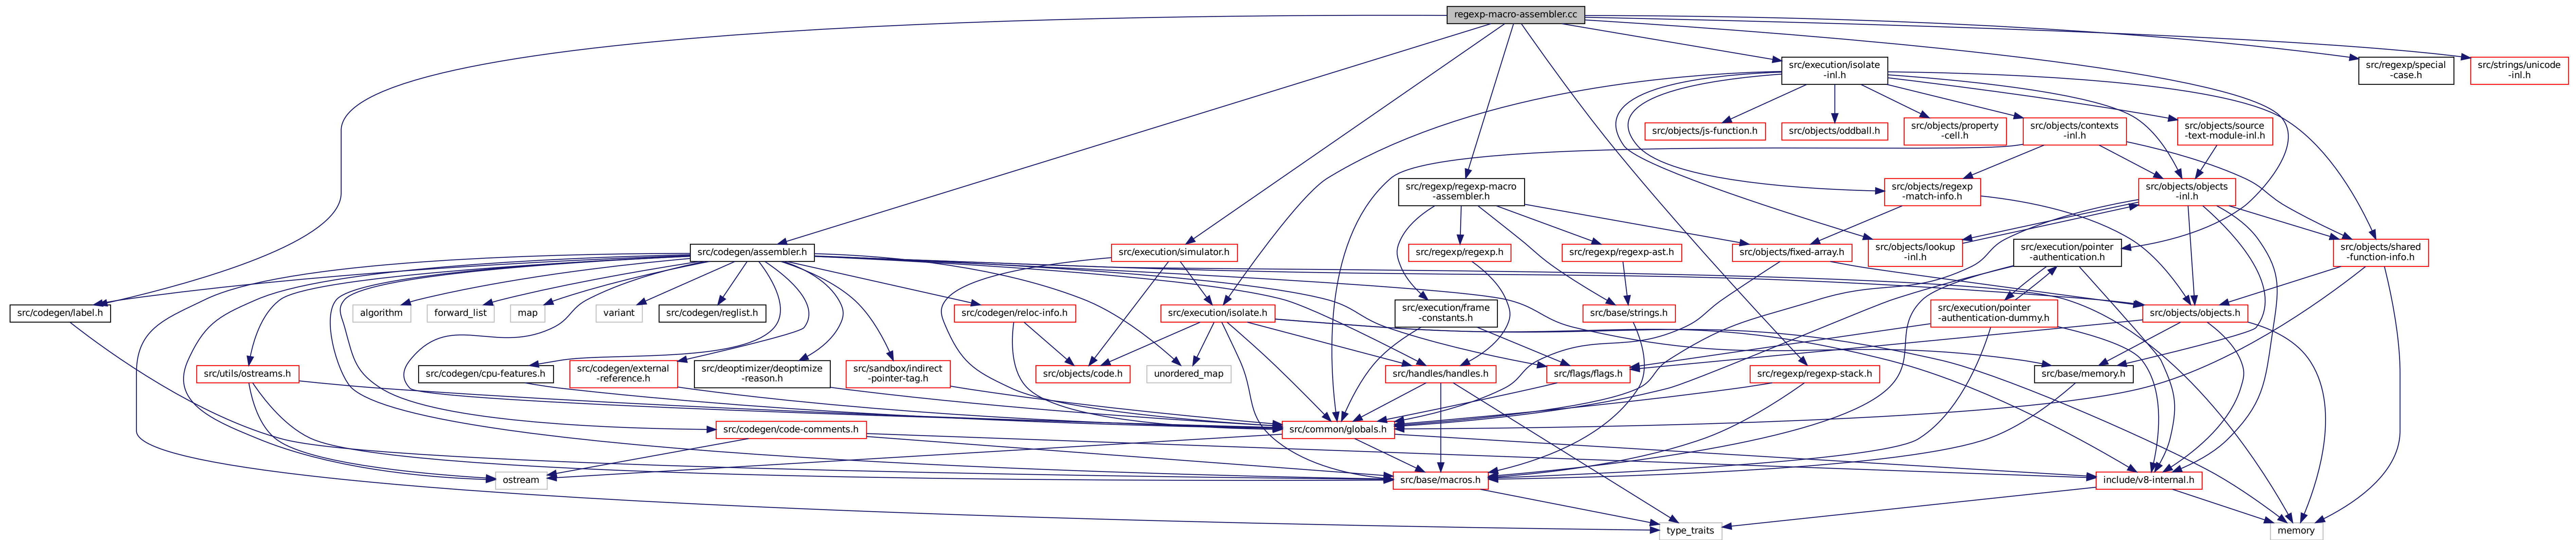 regexp-macro-assembler.cc
src/execution/isolate
-inl.h
src/regexp/special
-case.h
src/strings/unicode
-inl.h
src/objects/js-function.h
src/objects/oddball.h
src/objects/property
-cell.h
src/objects/contexts
-inl.h
src/objects/source
-text-module-inl.h
src/regexp/regexp-macro
-assembler.h
src/objects/regexp
-match-info.h
src/objects/objects
-inl.h
src/codegen/assembler.h
src/execution/simulator.h
src/regexp/regexp.h
src/regexp/regexp-ast.h
src/objects/fixed-array.h
src/objects/lookup
-inl.h
src/execution/pointer
-authentication.h
src/objects/shared
-function-info.h
src/codegen/label.h
algorithm
forward_list
map
variant
src/codegen/reglist.h
src/codegen/reloc-info.h
src/execution/isolate.h
src/execution/frame
-constants.h
src/base/strings.h
src/execution/pointer
-authentication-dummy.h
src/objects/objects.h
src/utils/ostreams.h
src/codegen/cpu-features.h
src/codegen/external
-reference.h
src/deoptimizer/deoptimize
-reason.h
src/sandbox/indirect
-pointer-tag.h
src/objects/code.h
unordered_map
src/handles/handles.h
src/flags/flags.h
src/regexp/regexp-stack.h
src/base/memory.h
src/codegen/code-comments.h
src/common/globals.h
ostream
src/base/macros.h
include/v8-internal.h
type_traits
memory